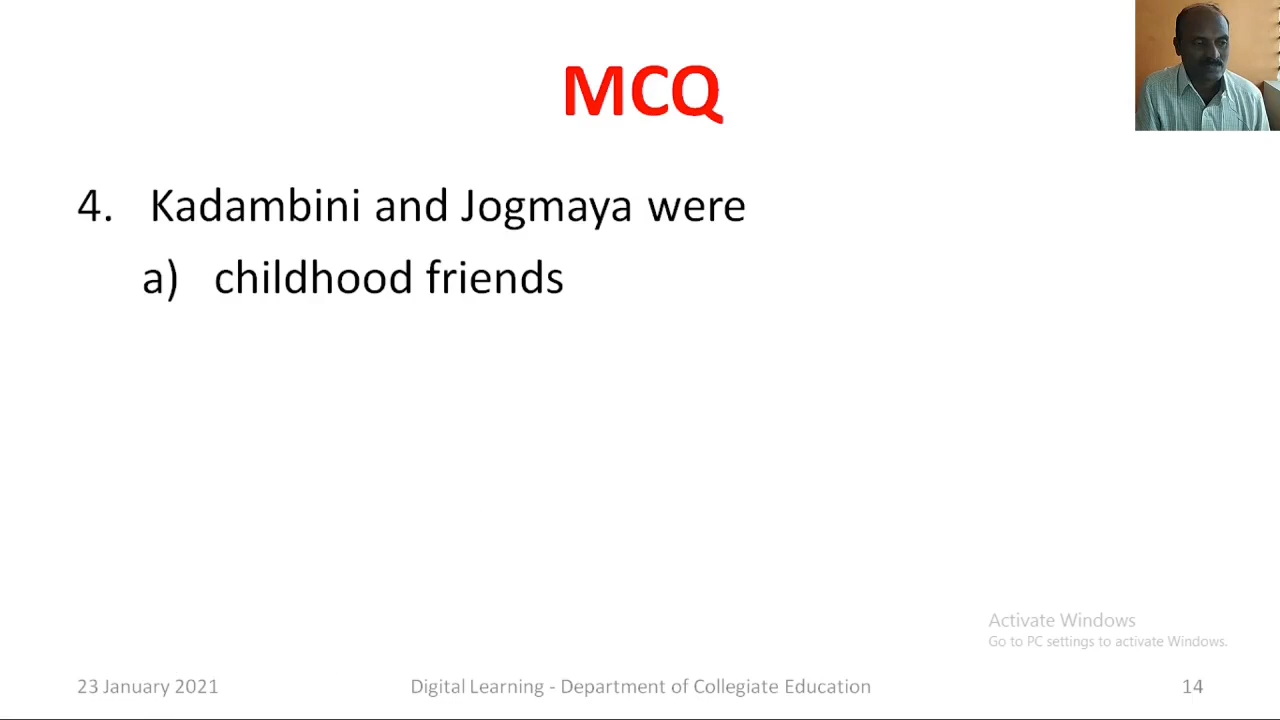 MCQ
4. Kadambini and Jogmaya were
a) childhood friends
Activate Windows
Go to PC settings to activate Windows.
23 January 2021 Digital Learning - Department of Collegiate Education 14